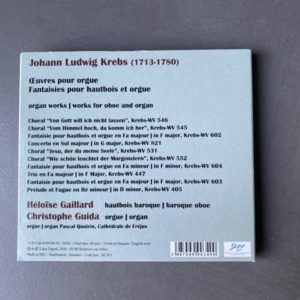 Johann Ludwig Krebs (1713-1780)
Œuvres pour orgue
Fantaisies pour hautbois et orgue
organ works | works for oboe and organ
Choral "Von Gott will ich nicht lassen", Krebs-WV 546
Choral "Vom Himmel hoch, da komm ich her", Krebs-WV 545
Fantaisie pour hautbois et orgue en Fa majeur | in F major, Krebs-WV 602
Concerto en Sol majeur | in G major, Krebs-WV 821
Choral "Jesu, der du meine Seele", Krebs-WV 531
Choral "Wie schön leuchtet der Morgenstern", Krebs-WV 552
Fantaisie pour hautbois et orgue en Fa mineur | in F minor, Krebs-WV 604
Trio en Fa majeur | in F Major, Krebs-WV 447
Fantaisie pour hautbois et orgue en Fa majeur | in F major, Krebs-WV 603
Prélude et Fugue en Ré mineur | in D minor, Krebs-WV 405
Héloïse Gaillard hautbois baroque | baroque oboe
Christophe Guida orgue | organ
orgue | organ Pascal Quoirin, Cathédrale de Fréjus